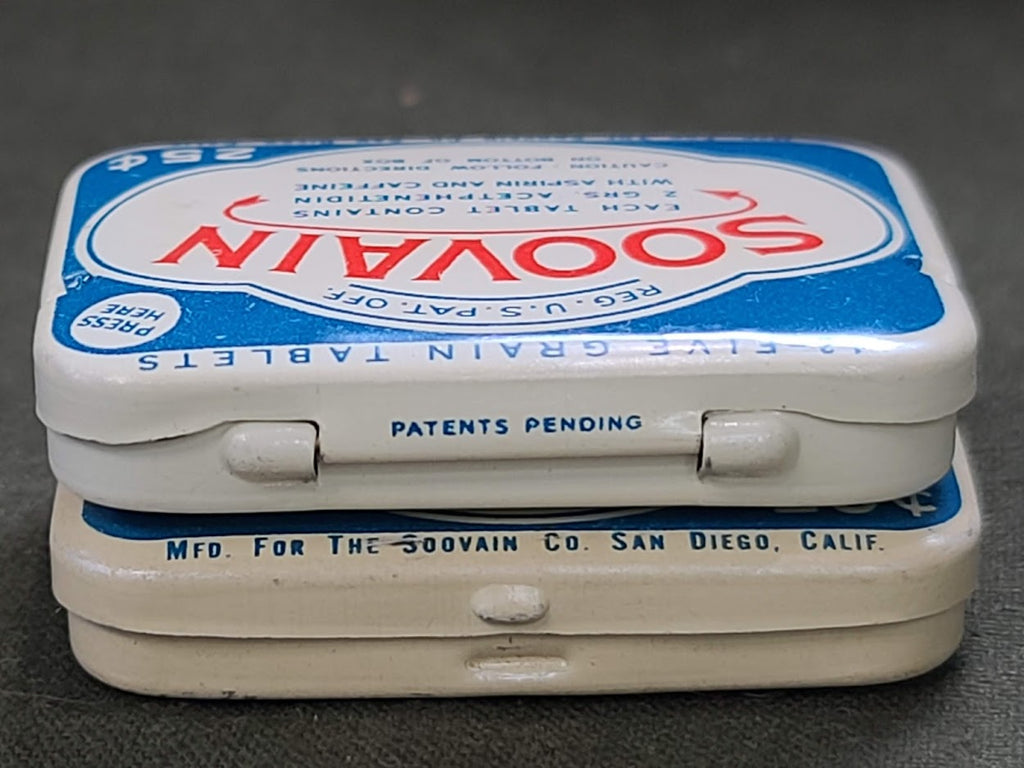 12-FIVE GRAIN TABLETS
PRESS
HERE
REG. U.S. PAT. OFF.
SOOVAIN
EACH TABLET CONTAINS
2 GRS. ACETPHENETIDIN
WITH ASPIRIN AND CAFFEINE
CAUTION - FOLLOW DIRECTIONS
ON BOTTOM OF BOX
25¢
PATENTS PENDING
MFD. FOR THE SOOVAIN CO. SAN DIEGO, CALIF.